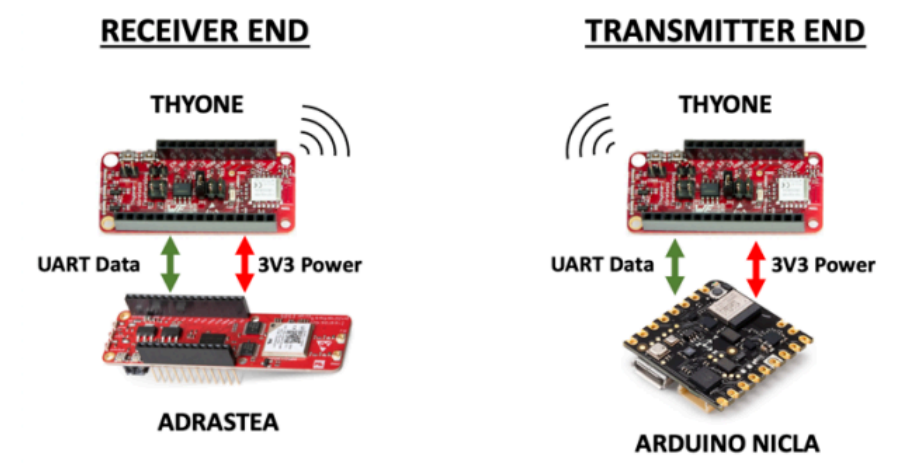 RECEIVER END
TRANSMITTER END
THYONE
THYONE
UART Data
3V3 Power
UART Data
3V3 Power
ADRASTEA
ARDUINO NICLA